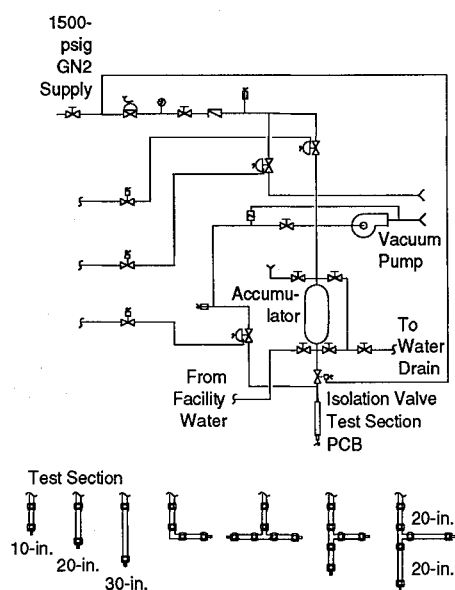 1500-
psig
GN2
Supply
Vacuum
Pump
Accumu-
lator
To
Water
Drain
From
Facility
Water
Isolation Valve
Test Section
PCB
Test Section
10-in.
20-in.
30-in.
20-in.
20-in.